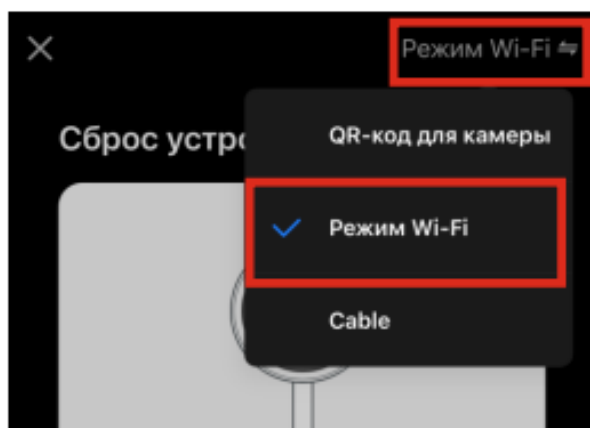 Режим Wi-Fi
Сброс устро
QR-код для камеры
Режим Wi-Fi
Cable